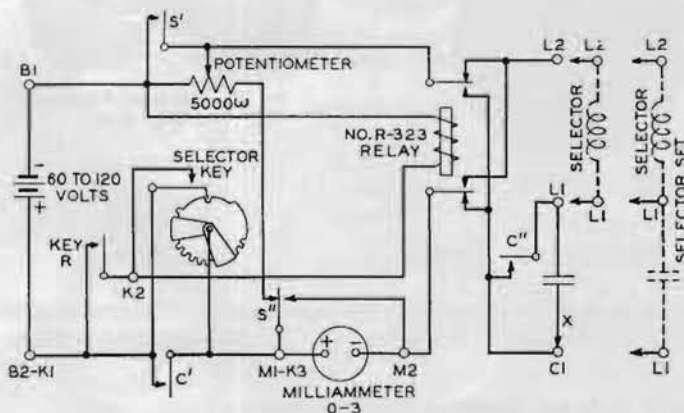 S'
L2
L2
L2
B1
POTENTIOMETER
5000ω
NO. R-323
RELAY
SELECTOR
SELECTOR
SELECTOR SET
SELECTOR
KEY
−
60 TO 120
VOLTS
+
L1
L1
L1
C"
KEY
R
K2
S"
X
+
−
B2-K1
C'
M1-K3
M2
C1
L1
MILLIAMMETER
0-3